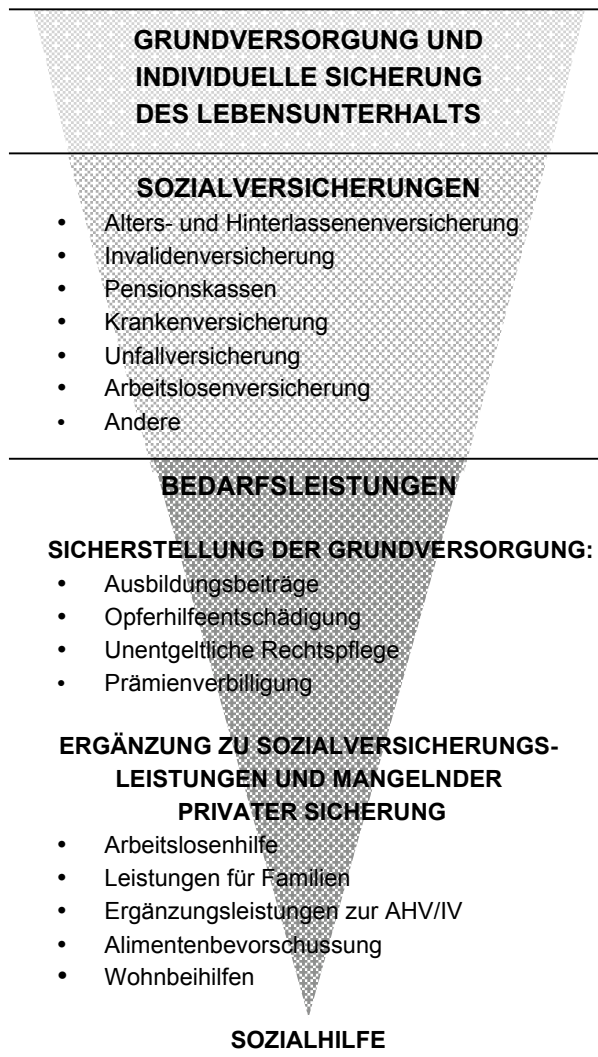 GRUNDVERSORGUNG UND
INDIVIDUELLE SICHERUNG
DES LEBENSUNTERHALTS
SOZIALVERSICHERUNGEN
• Alters- und Hinterlassenenversicherung
• Invalidenversicherung
• Pensionskassen
• Krankenversicherung
• Unfallversicherung
• Arbeitslosenversicherung
• Andere
BEDARFSLEISTUNGEN
SICHERSTELLUNG DER GRUNDVERSORGUNG:
• Ausbildungsbeiträge
• Opferhilfeentschädigung
• Unentgeltliche Rechtspflege
• Prämienverbilligung
ERGÄNZUNG ZU SOZIALVERSICHERUNGS-
LEISTUNGEN UND MANGELNDER
PRIVATER SICHERUNG
• Arbeitslosenhilfe
• Leistungen für Familien
• Ergänzungsleistungen zur AHV/IV
• Alimentenbevorschussung
• Wohnbeihilfen
SOZIALHILFE